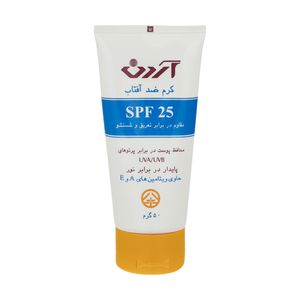 آردن
کرم ضد آفتاب
SPF 25
مقاوم در برابر تعریق و شستشو
محافظ پوست در برابر پرتوهای
UVA/UVB
پایدار در برابر نور
حاوی ویتامین های A و E
۵۰ گرم